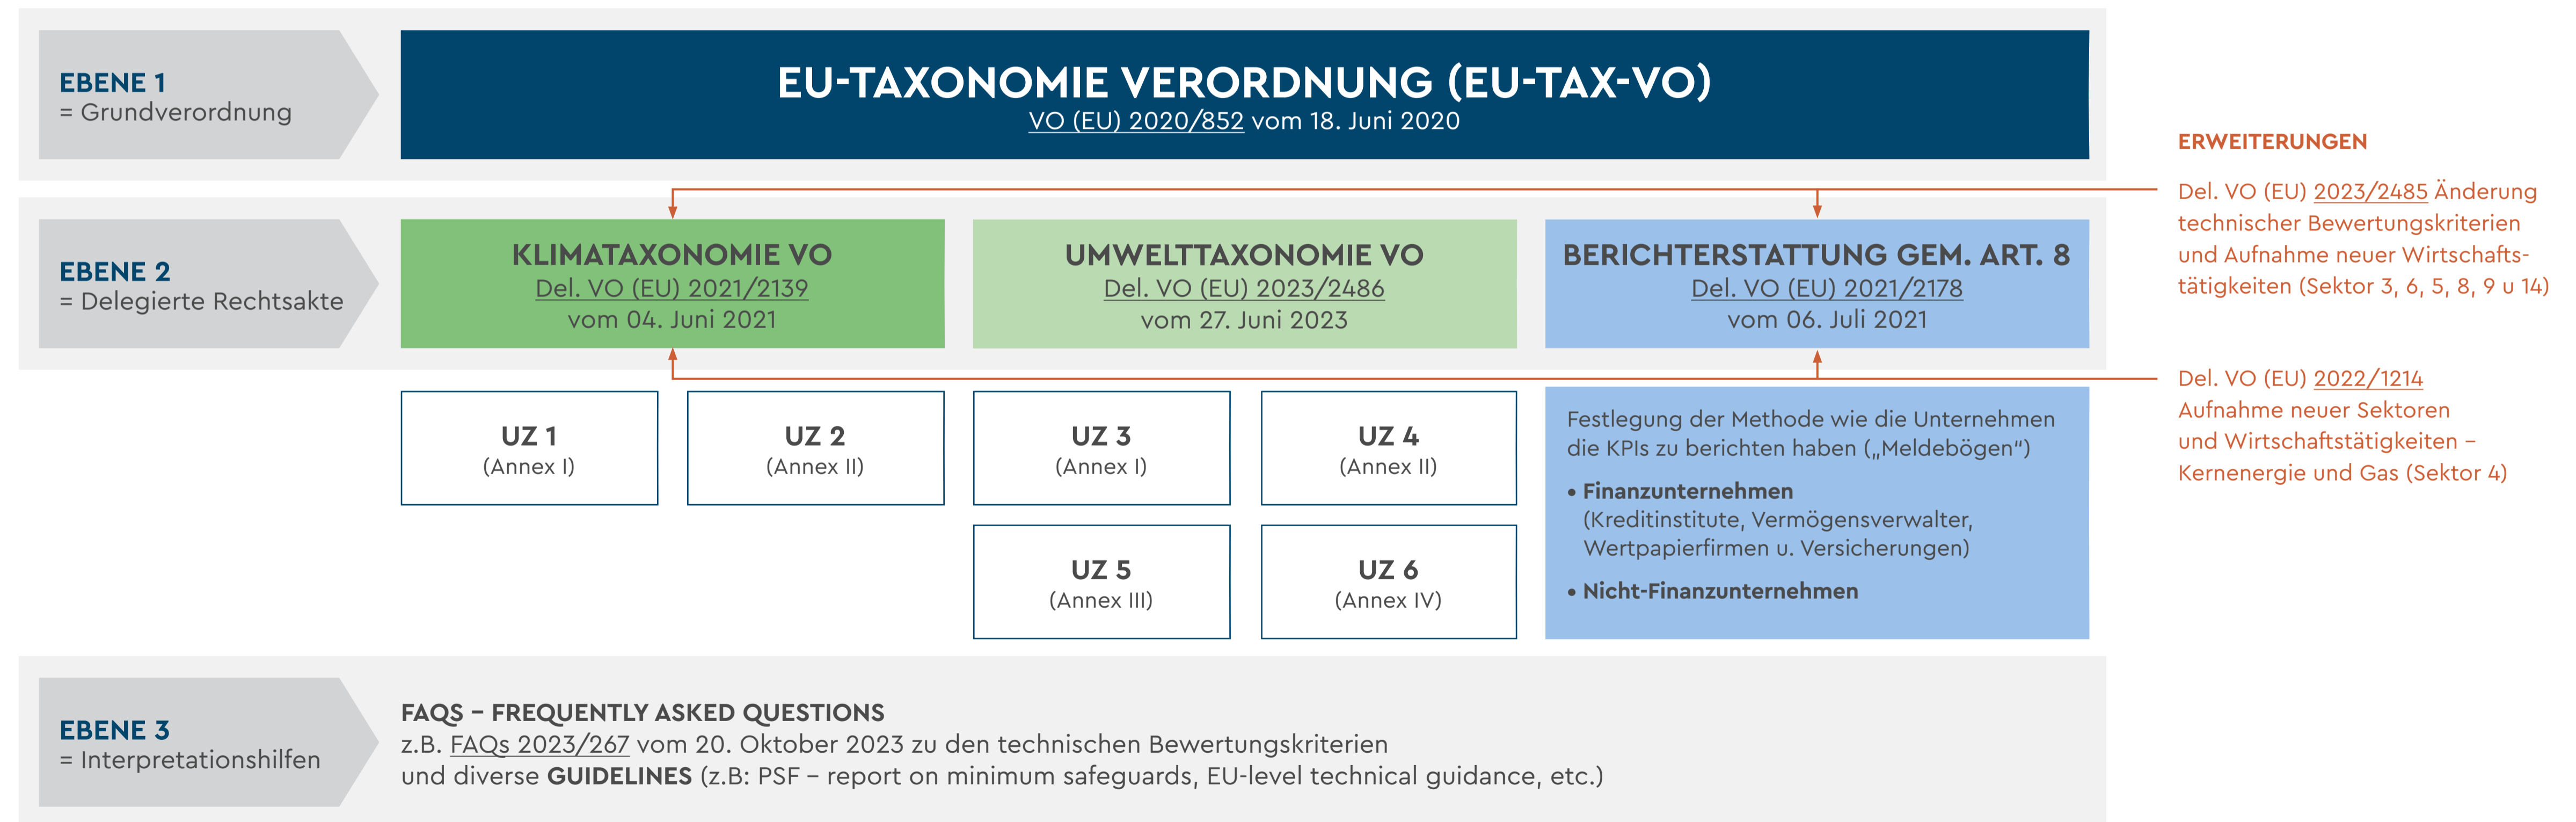 EBENE 1
= Grundverordnung
EU-TAXONOMIE VERORDNUNG (EU-TAX-VO)
VO (EU) 2020/852 vom 18. Juni 2020
ERWEITERUNGEN
Del. VO (EU) 2023/2485 Änderung
technischer Bewertungskriterien
und Aufnahme neuer Wirtschafts-
tätigkeiten (Sektor 3, 6, 5, 8, 9 u 14)
EBENE 2
= Delegierte Rechtsakte
KLIMATAXONOMIE VO
Del. VO (EU) 2021/2139
vom 04. Juni 2021
UMWELTTAXONOMIE VO
Del. VO (EU) 2023/2486
vom 27. Juni 2023
BERICHTERSTATTUNG GEM. ART. 8
Del. VO (EU) 2021/2178
vom 06. Juli 2021
Del. VO (EU) 2022/1214
Aufnahme neuer Sektoren
und Wirtschaftstätigkeiten –
Kernenergie und Gas (Sektor 4)
UZ 1
(Annex I)
UZ 2
(Annex II)
UZ 3
(Annex I)
UZ 4
(Annex II)
UZ 5
(Annex III)
UZ 6
(Annex IV)
Festlegung der Methode wie die Unternehmen
die KPIs zu berichten haben („Meldebögen“)
• Finanzunternehmen
(Kreditinstitute, Vermögensverwalter,
Wertpapierfirmen u. Versicherungen)
• Nicht-Finanzunternehmen
EBENE 3
= Interpretationshilfen
FAQS – FREQUENTLY ASKED QUESTIONS
z.B. FAQs 2023/267 vom 20. Oktober 2023 zu den technischen Bewertungskriterien
und diverse GUIDELINES (z.B: PSF – report on minimum safeguards, EU-level technical guidance, etc.)